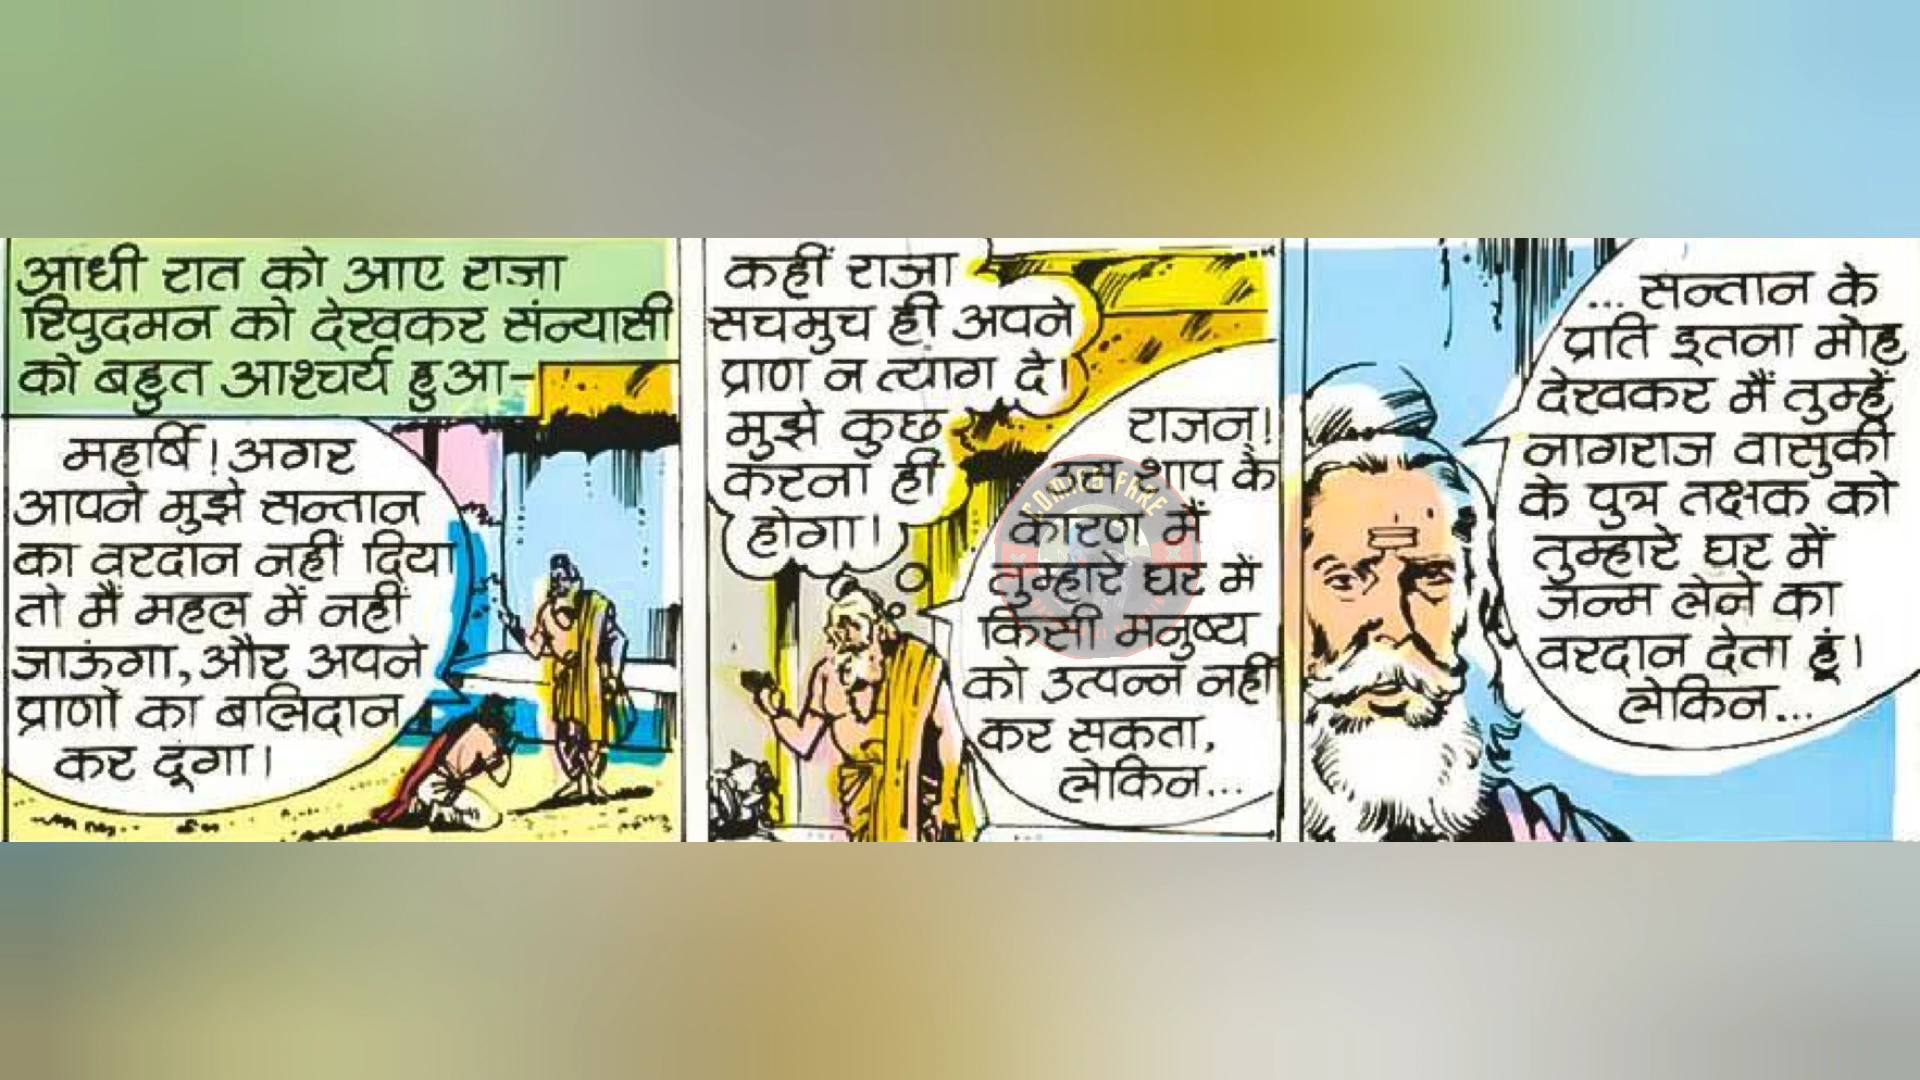 आधी रात को आए राजा
रिपुदमन को देखकर संन्यासी
को बहुत आश्चर्य हुआ-
महर्षि! अगर
आपने मुझे सन्तान
का वरदान नहीं दिया
तो मैं महल में नहीं
जाऊंगा, और अपने
प्राणों का बलिदान
कर दूंगा।
कहीं राजा
सचमुच ही अपने
प्राण न त्याग दे।
मुझे कुछ
करना ही
होगा।
राजन!
उस शाप के
कारण मैं
तुम्हारे घर में
किसी मनुष्य
को उत्पन्न नहीं
कर सकता,
लेकिन...
... सन्तान के
प्रति इतना मोह
देखकर मैं तुम्हें
नागराज वासुकी
के पुत्र तक्षक को
तुम्हारे घर में
जन्म लेने का
वरदान देता हूं।
लेकिन...
COMICS FAKE